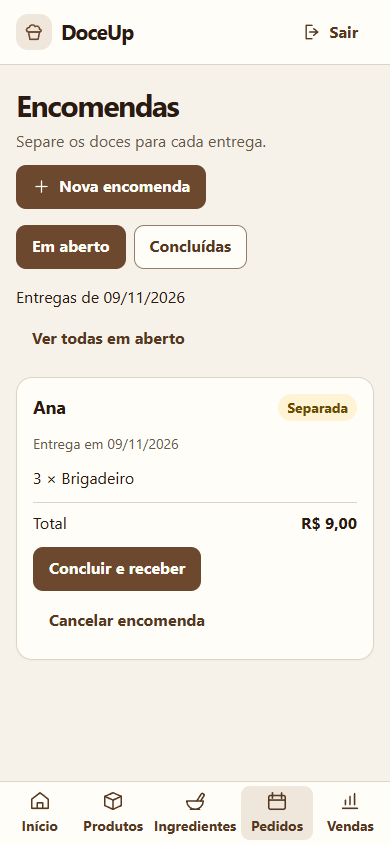 DoceUp
Sair
Encomendas
Separe os doces para cada entrega.
Nova encomenda
Em aberto
Concluídas
Entregas de 09/11/2026
Ver todas em aberto
Ana
Separada
Entrega em 09/11/2026
3 × Brigadeiro
Total
R$ 9,00
Concluir e receber
Cancelar encomenda
Início
Produtos
Ingredientes
Pedidos
Vendas